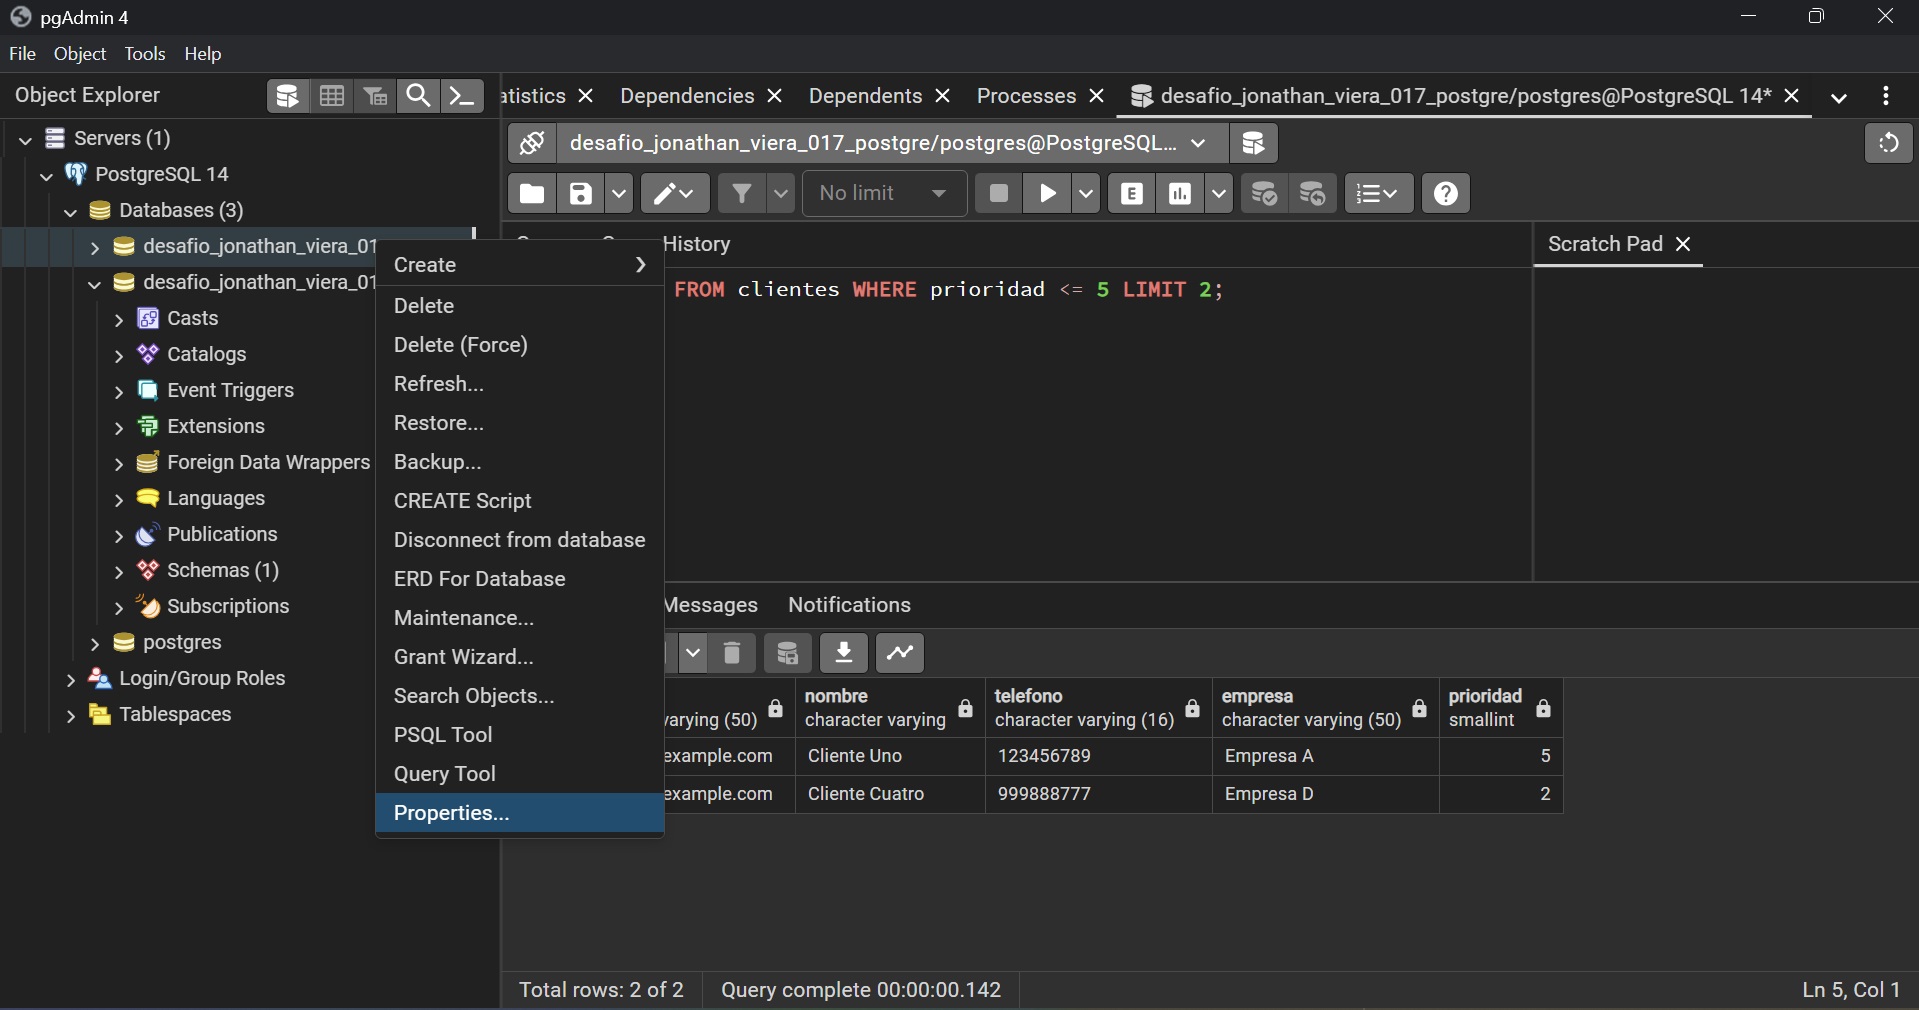 pgAdmin 4
File Object Tools Help
Object Explorer
atistics Dependencies Dependents Processes desafio_jonathan_viera_017_postgre/postgres@PostgreSQL 14*
desafio_jonathan_viera_017_postgre/postgres@PostgreSQL...
No limit
E
History
Scratch Pad
FROM clientes WHERE prioridad <= 5 LIMIT 2;
Servers (1)
PostgreSQL 14
Databases (3)
desafio_jonathan_viera_01
desafio_jonathan_viera_01
Casts
Catalogs
Event Triggers
Extensions
Foreign Data Wrappers
Languages
Publications
Schemas (1)
Subscriptions
postgres
Login/Group Roles
Tablespaces
Create
Delete
Delete (Force)
Refresh...
Restore...
Backup...
CREATE Script
Disconnect from database
ERD For Database
Maintenance...
Grant Wizard...
Search Objects...
PSQL Tool
Query Tool
Properties...
Messages Notifications
varying (50)
nombre
character varying
telefono
character varying (16)
empresa
character varying (50)
prioridad
smallint
example.com Cliente Uno 123456789 Empresa A 5
example.com Cliente Cuatro 999888777 Empresa D 2
Total rows: 2 of 2 Query complete 00:00:00.142 Ln 5, Col 1